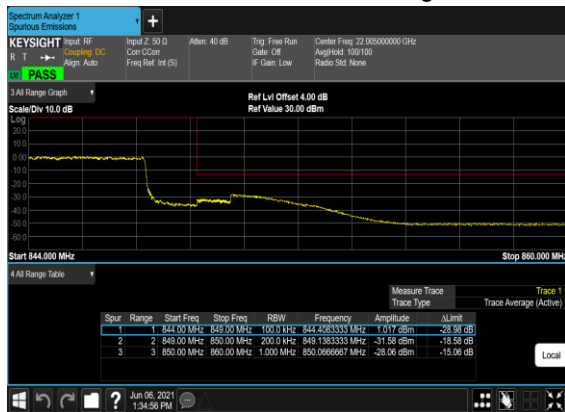 Spectrum Analyzer 1
Spurious Emissions
KEYSIGHT Input: RF Input Z: 50 Ω Atten: 40 dB Trig: Free Run Center Freq: 22.005000000 GHz
R T Coupling: DC Corr CCorr Gate: Off Avg|Hold: 100/100
Align: Auto Freq Ref: Int (S) IF Gain: Low Radio Std: None
PASS
3 All Range Graph
Ref Lvl Offset 4.00 dB
Scale/Div 10.0 dB Ref Value 30.00 dBm
Log
20.0
10.0
0.00
-10.0
-20.0
-30.0
-40.0
-50.0
-60.0
Start 844.000 MHz Stop 860.000 MHz
4 All Range Table
Measure Trace Trace 1
Trace Type Trace Average (Active)
Spur Range Start Freq Stop Freq RBW Frequency Amplitude ΔLimit
1 1 844.00 MHz 849.00 MHz 100.0 kHz 844.4083333 MHz 1.017 dBm -28.98 dB
2 2 849.00 MHz 850.00 MHz 200.0 kHz 849.1383333 MHz -31.58 dBm -18.58 dB
3 3 850.00 MHz 860.00 MHz 1.000 MHz 850.0666667 MHz -28.06 dBm -15.06 dB
Local
? Jun 06, 2021
1:34:56 PM